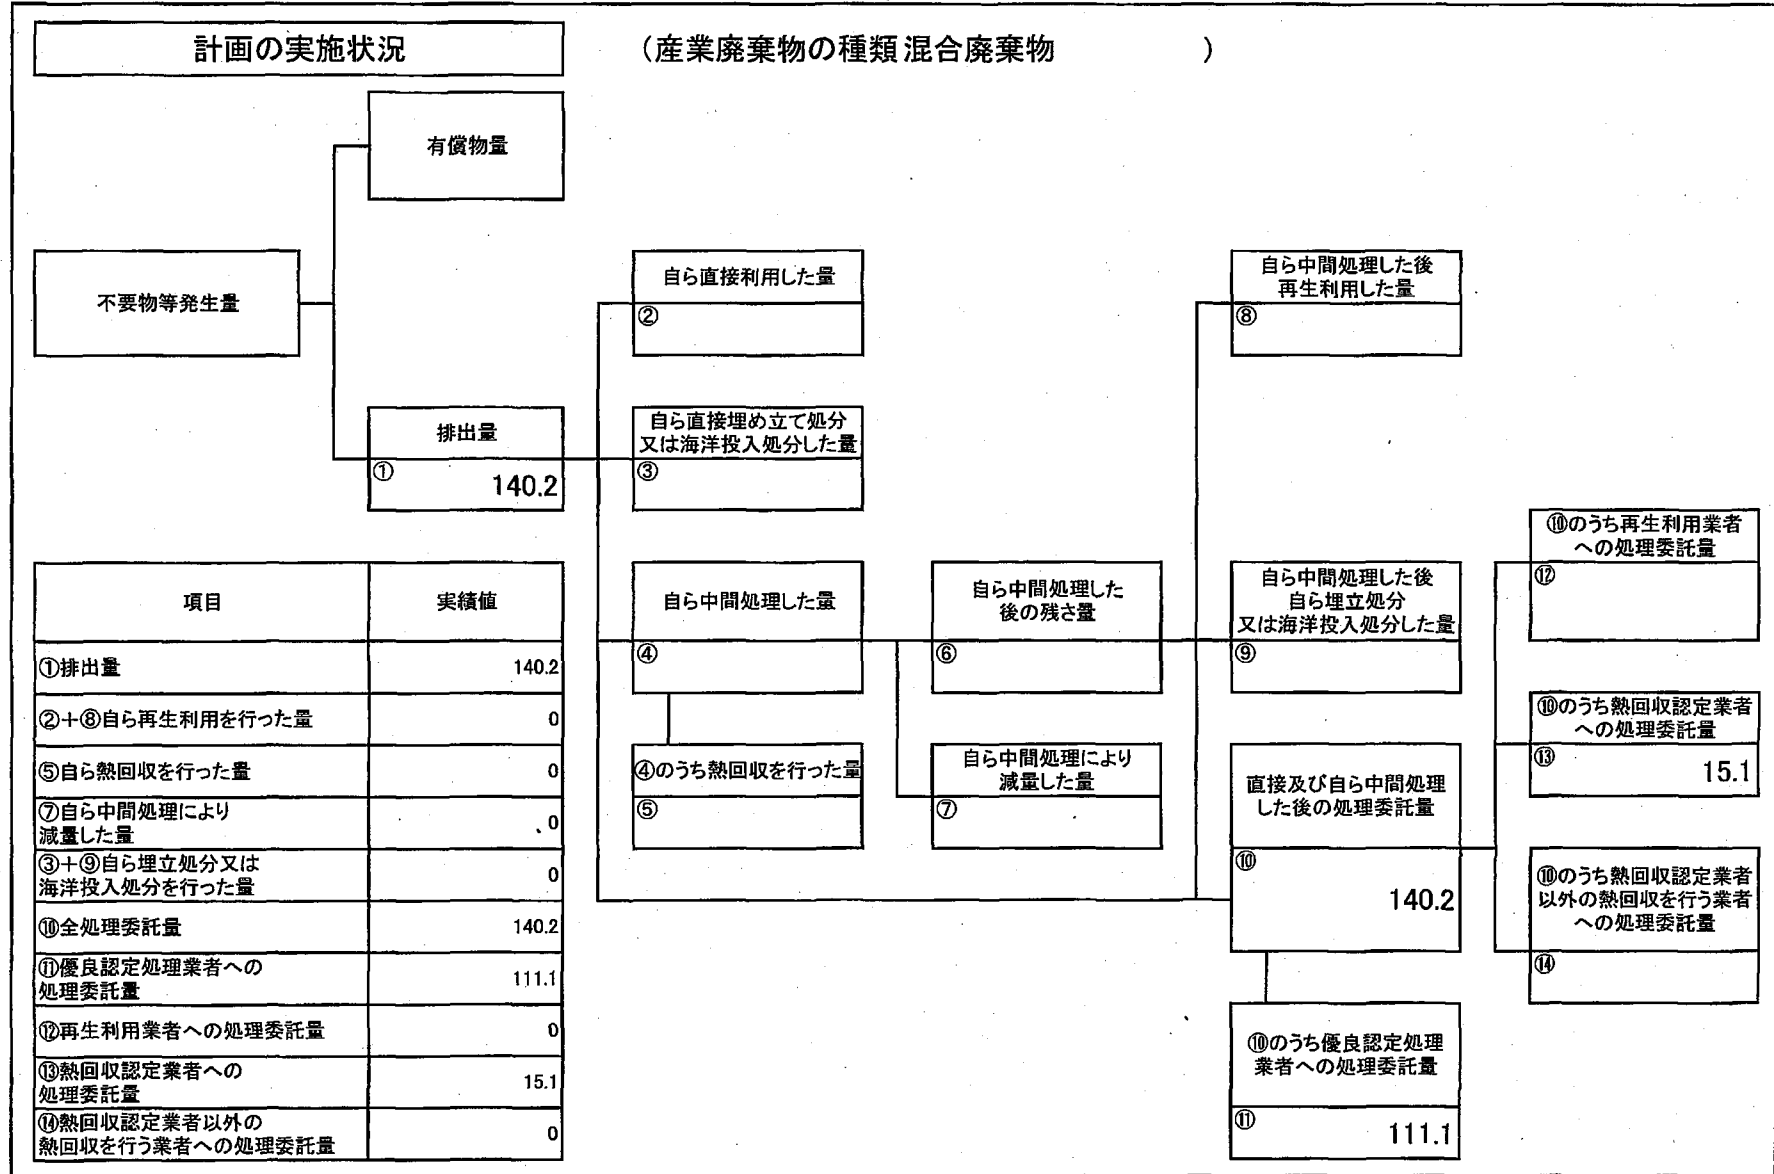 計画の実施状況
（産業廃棄物の種類 混合廃棄物　　　　　）
有償物量
不要物等発生量
自ら直接利用した量
②
自ら中間処理した後
再生利用した量
⑧
排出量
①
140.2
自ら直接埋め立て処分
又は海洋投入処分した量
③
⑩のうち再生利用業者
への処理委託量
⑫
自ら中間処理した量
④
自ら中間処理した
後の残さ量
⑥
自ら中間処理した後
自ら埋立処分
又は海洋投入処分した量
⑨
⑩のうち熱回収認定業者
への処理委託量
⑬
15.1
④のうち熱回収を行った量
⑤
自ら中間処理により
減量した量
⑦
直接及び自ら中間処理
した後の処理委託量
⑩
140.2
⑩のうち熱回収認定業者
以外の熱回収を行う業者
への処理委託量
⑭
⑩のうち優良認定処理
業者への処理委託量
⑪
111.1
項目 実績値
①排出量 140.2
②＋⑧自ら再生利用を行った量 0
⑤自ら熱回収を行った量 0
⑦自ら中間処理により
減量した量 0
③＋⑨自ら埋立処分又は
海洋投入処分を行った量 0
⑩全処理委託量 140.2
⑪優良認定処理業者への
処理委託量 111.1
⑫再生利用業者への処理委託量 0
⑬熱回収認定業者への
処理委託量 15.1
⑭熱回収認定業者以外の
熱回収を行う業者への処理委託量 0